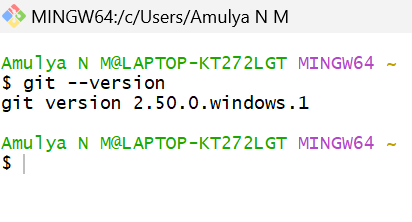 MINGW64:/c/Users/Amulya N M
Amulya N M@LAPTOP-KT272LGT MINGW64 ~
$ git --version
git version 2.50.0.windows.1
Amulya N M@LAPTOP-KT272LGT MINGW64 ~
$